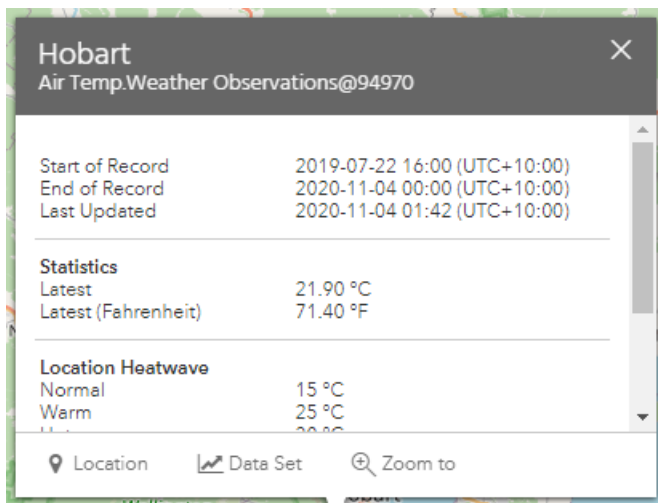 Hobart
Air Temp.Weather Observations@94970
Start of Record 2019-07-22 16:00 (UTC+10:00)
End of Record 2020-11-04 00:00 (UTC+10:00)
Last Updated 2020-11-04 01:42 (UTC+10:00)
Statistics
Latest 21.90 °C
Latest (Fahrenheit) 71.40 °F
Location Heatwave
Normal 15 °C
Warm 25 °C
Location Data Set Zoom to